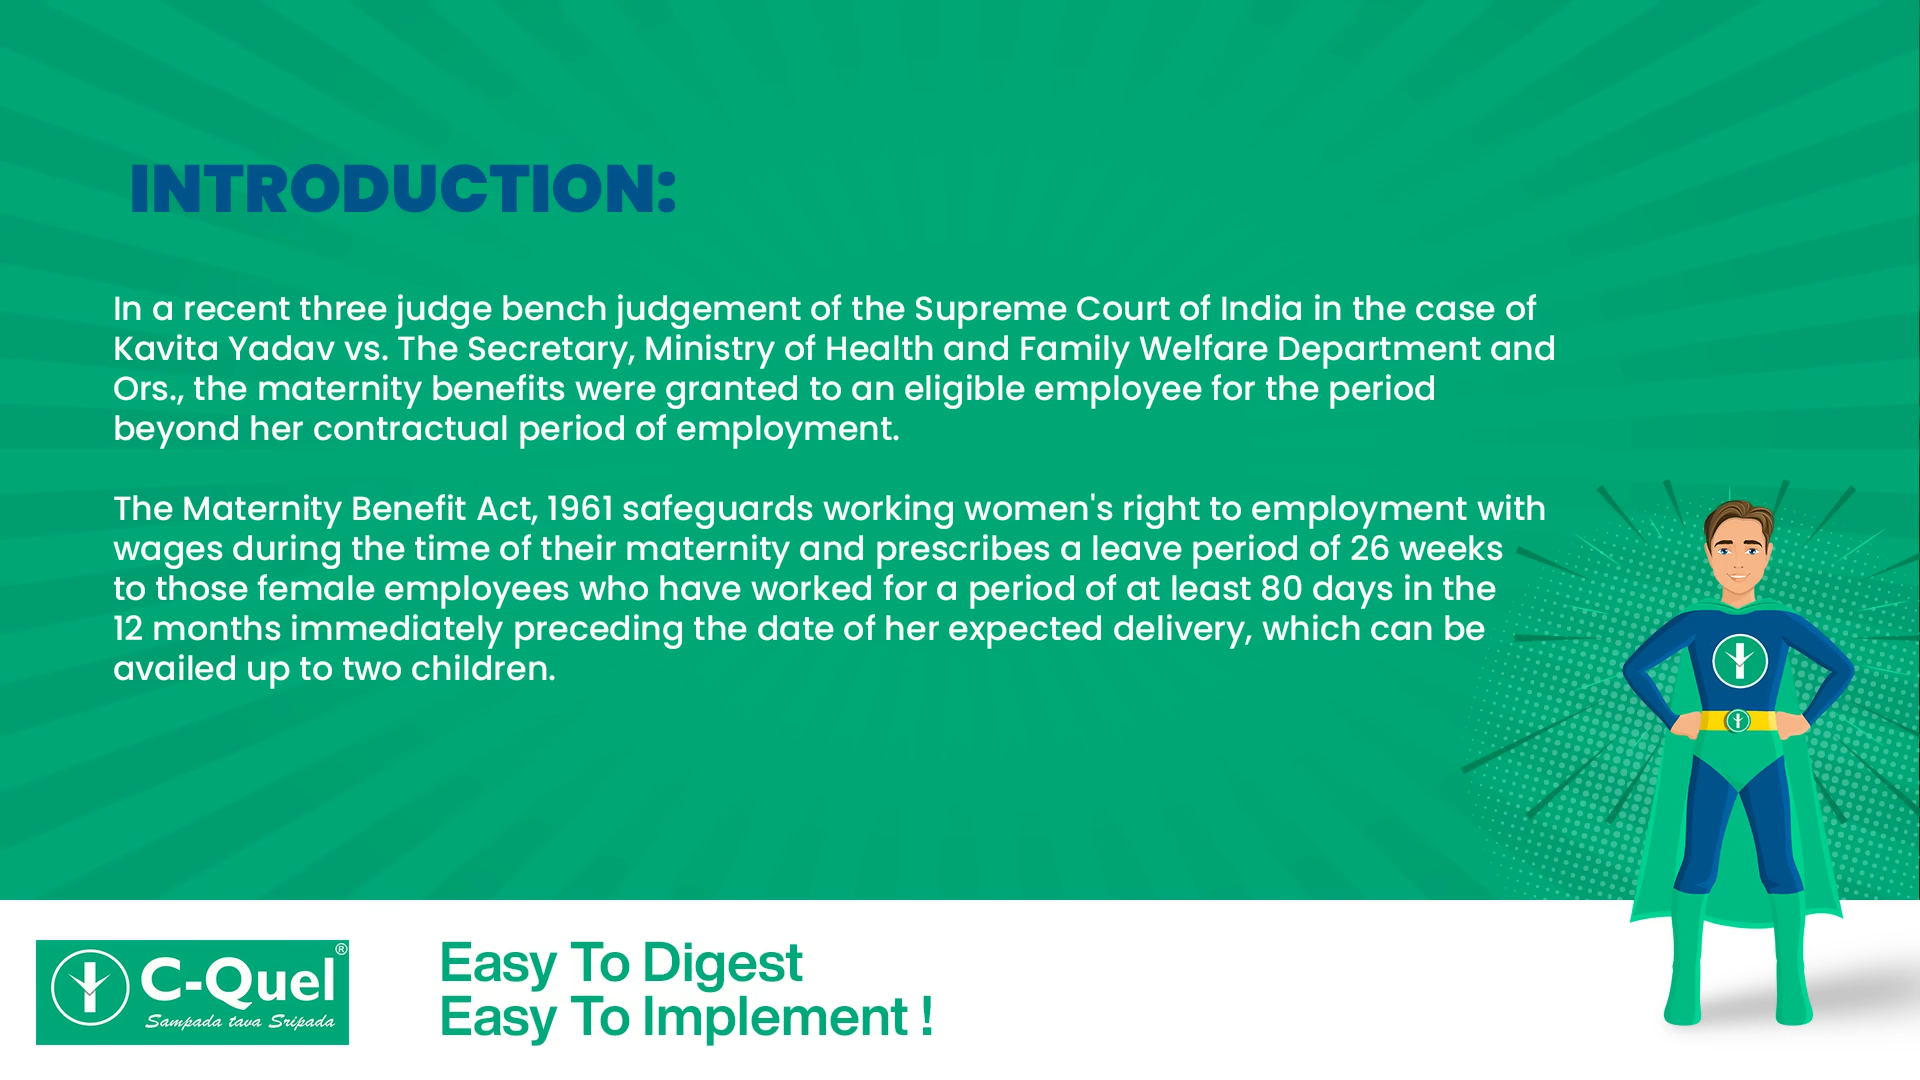 INTRODUCTION:
In a recent three judge bench judgement of the Supreme Court of India in the case of
Kavita Yadav vs. The Secretary, Ministry of Health and Family Welfare Department and
Ors., the maternity benefits were granted to an eligible employee for the period
beyond her contractual period of employment.
The Maternity Benefit Act, 1961 safeguards working women's right to employment with
wages during the time of their maternity and prescribes a leave period of 26 weeks
to those female employees who have worked for a period of at least 80 days in the
12 months immediately preceding the date of her expected delivery, which can be
availed up to two children.
C-Quel®
Sampada tava Sripada
Easy To Digest
Easy To Implement !